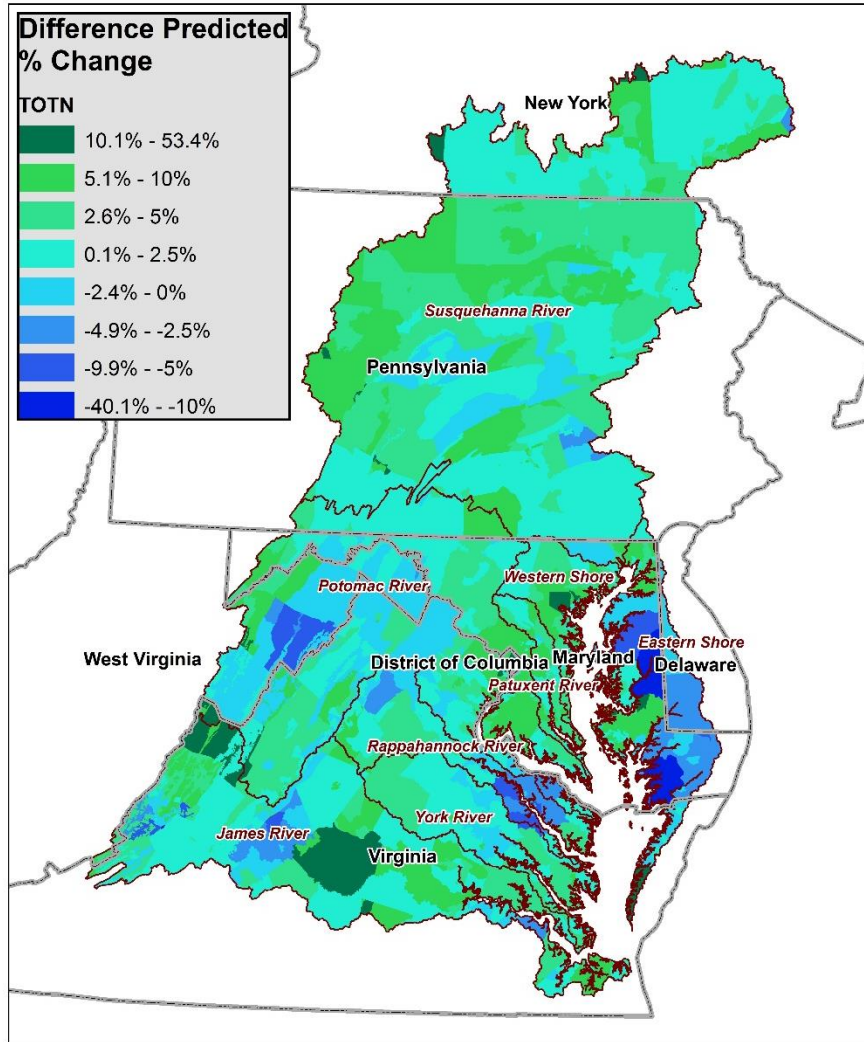 Difference Predicted
% Change
TOTN
10.1% - 53.4%
5.1% - 10%
2.6% - 5%
0.1% - 2.5%
-2.4% - 0%
-4.9% - -2.5%
-9.9% - -5%
-40.1% - -10%
New York
Susquehanna River
Pennsylvania
Potomac River
Western Shore
West Virginia
District of Columbia
Maryland
Eastern Shore
Delaware
Patuxent River
Rappahannock River
York River
James River
Virginia